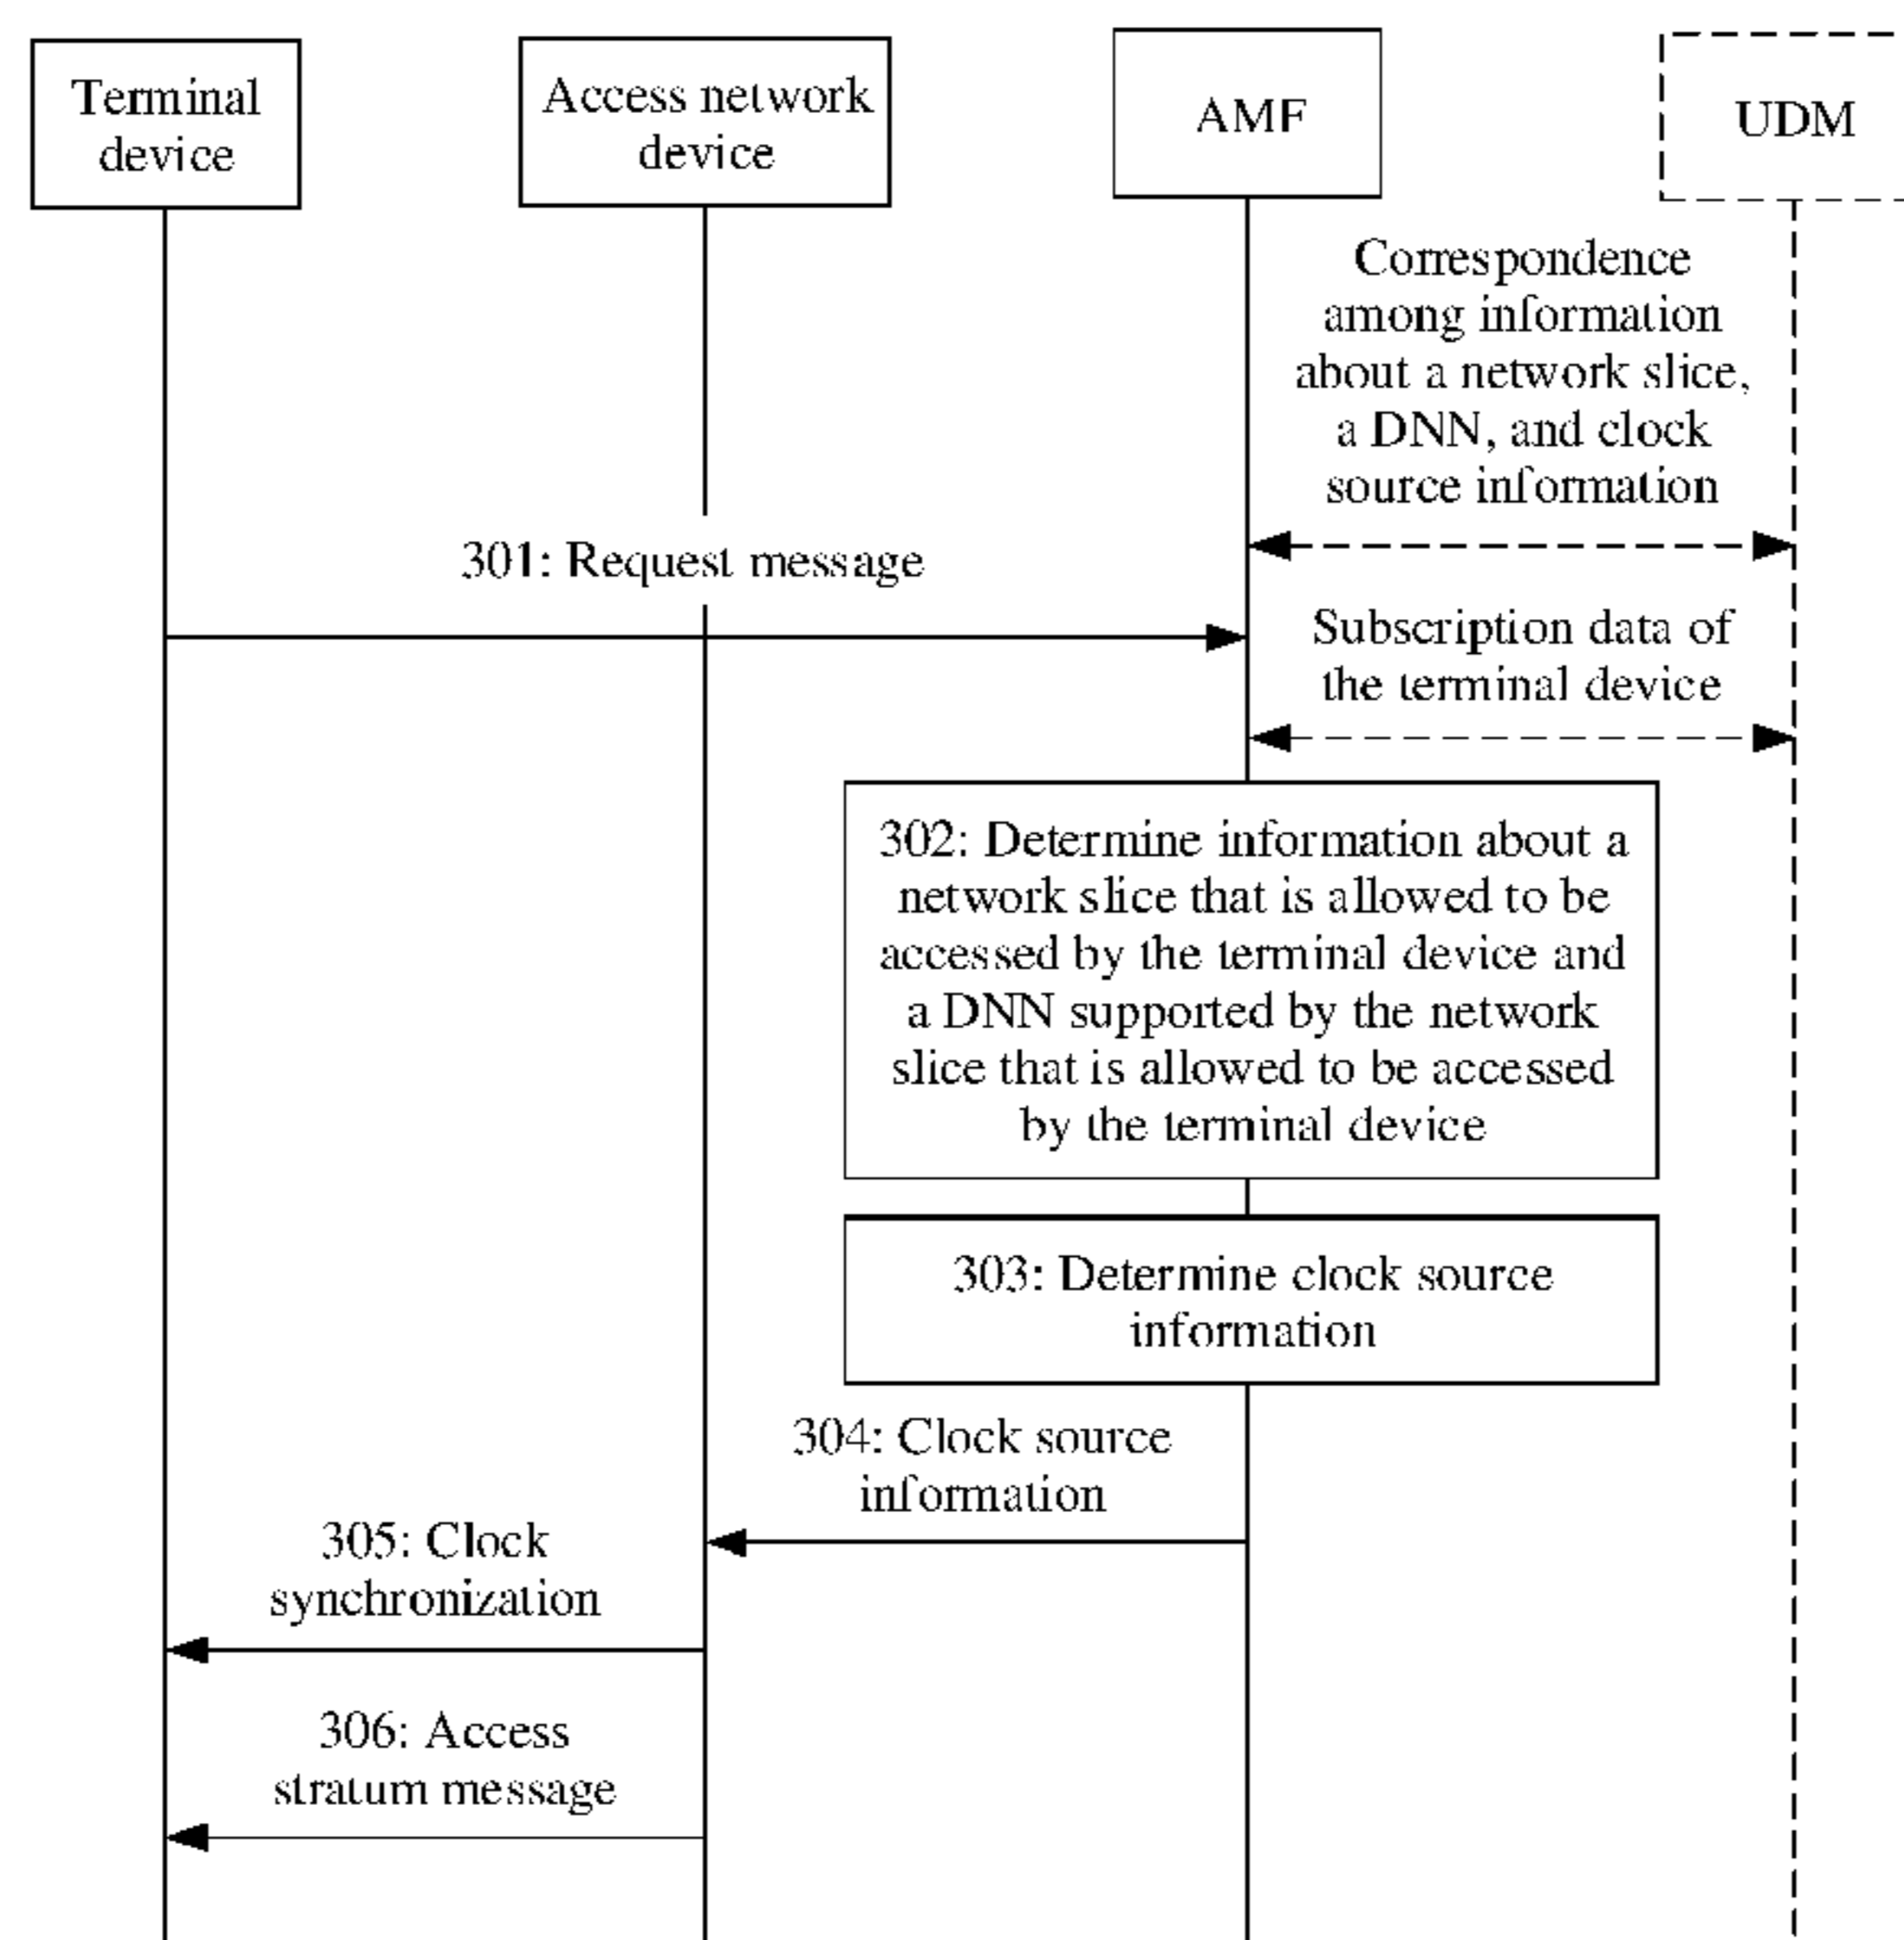 Terminal
device
Access network
device
AMF
UDM
Correspondence
among information
about a network slice,
a DNN, and clock
source information
301: Request message
Subscription data of
the terminal device
302: Determine information about a
network slice that is allowed to be
accessed by the terminal device and
a DNN supported by the network
slice that is allowed to be accessed
by the terminal device
303: Determine clock source
information
304: Clock source
information
305: Clock
synchronization
306: Access
stratum message